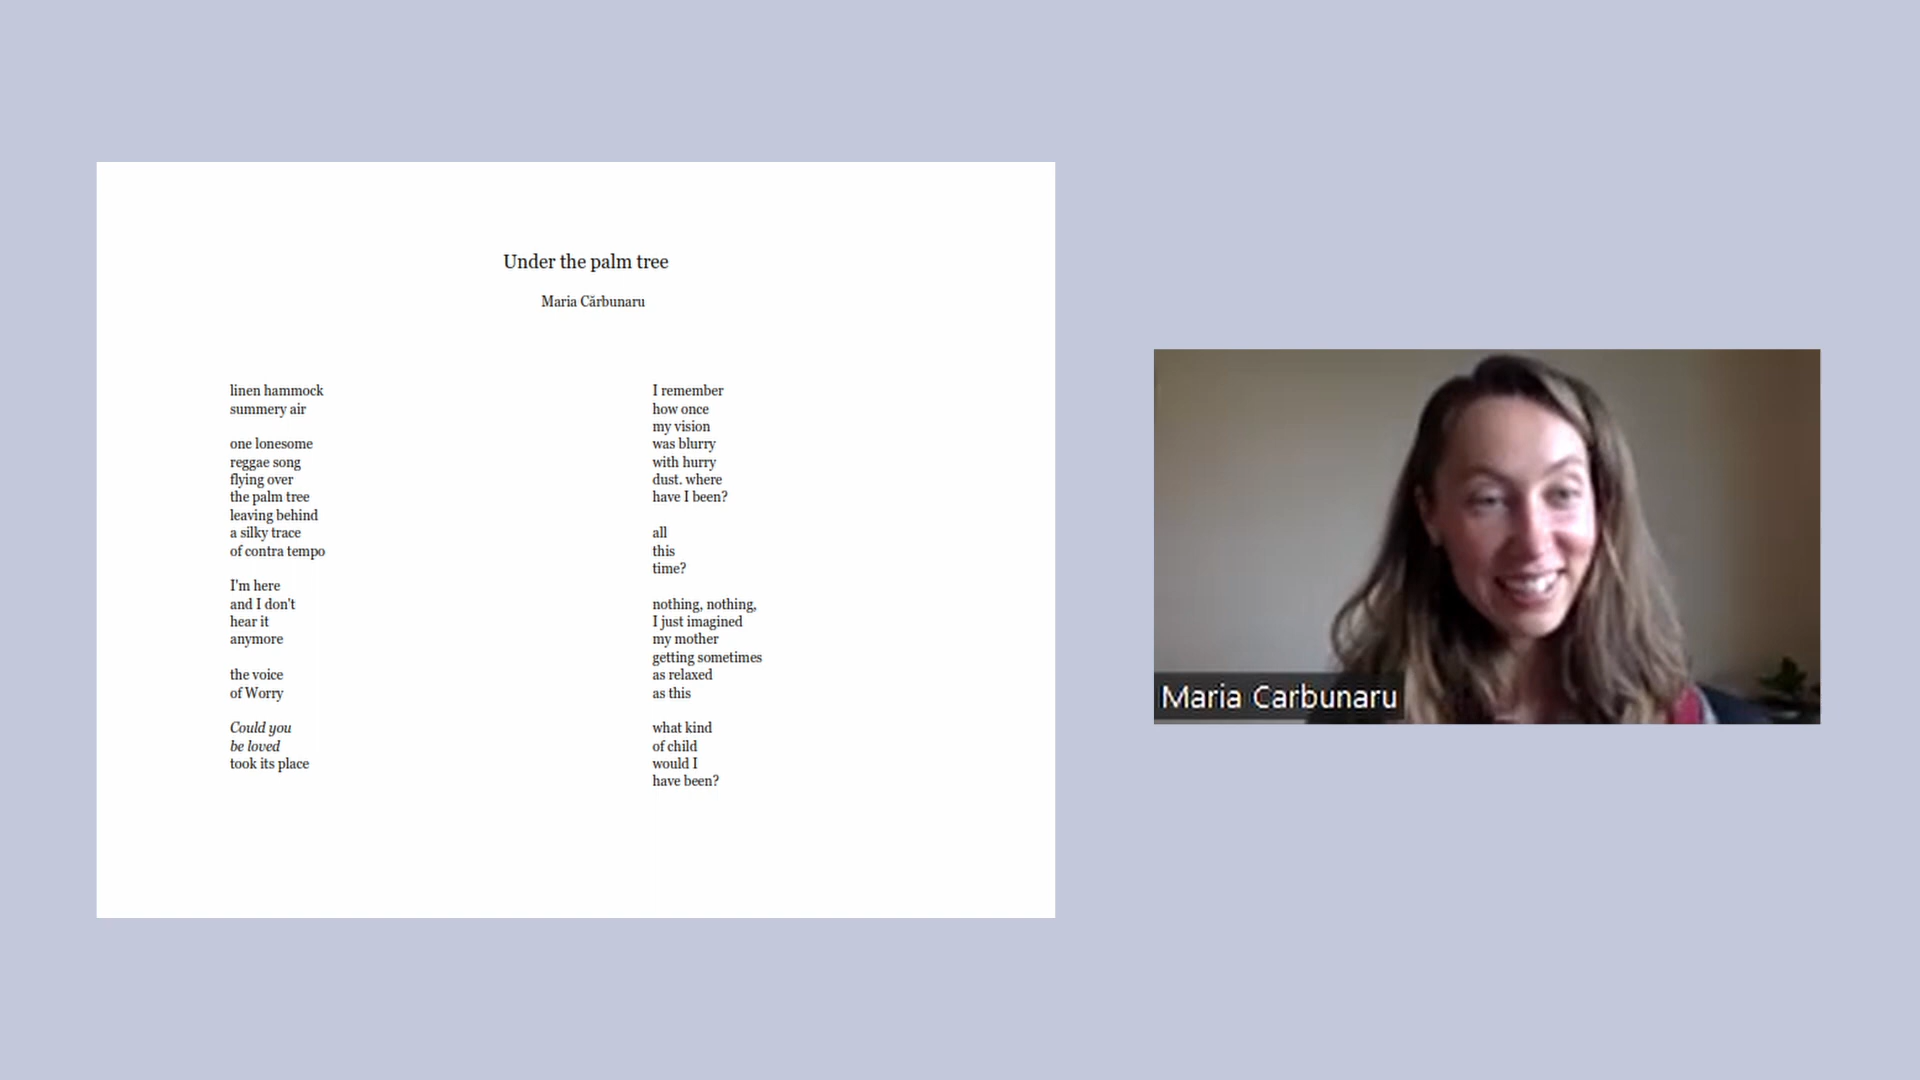 Under the palm tree
Maria Cărbunaru
linen hammock
summery air
one lonesome
reggae song
flying over
the palm tree
leaving behind
a silky trace
of contra tempo
I'm here
and I don't
hear it
anymore
the voice
of Worry
Could you
be loved
took its place
I remember
how once
my vision
was blurry
with hurry
dust. where
have I been?
all
this
time?
nothing, nothing,
I just imagined
my mother
getting sometimes
as relaxed
as this
what kind
of child
would I
have been?
Maria Carbunaru